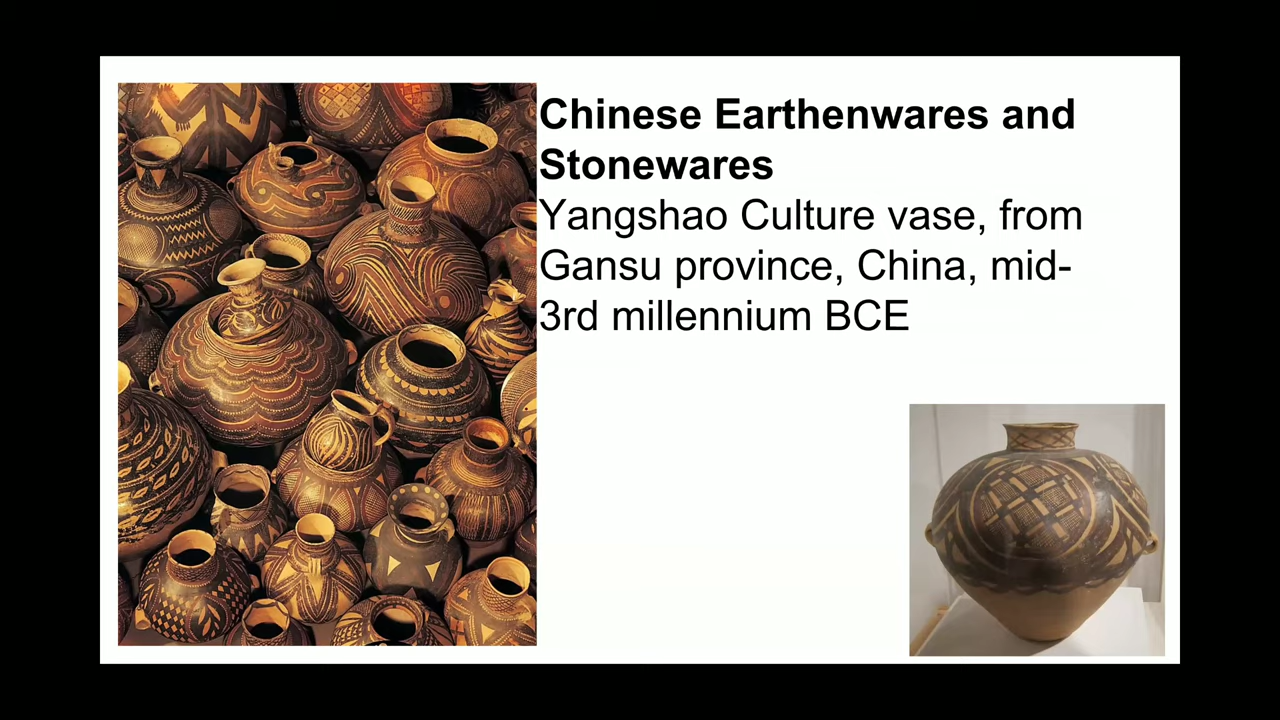 Chinese Earthenwares and
Stonewares
Yangshao Culture vase, from
Gansu province, China, mid-
3rd millennium BCE